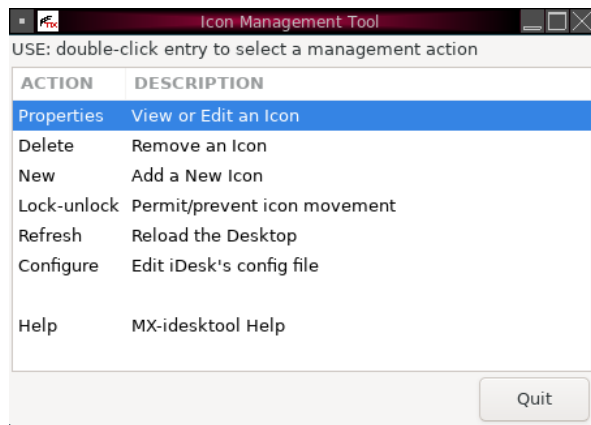 Icon Management Tool
USE: double-click entry to select a management action
ACTION DESCRIPTION
Properties View or Edit an Icon
Delete Remove an Icon
New Add a New Icon
Lock-unlock Permit/prevent icon movement
Refresh Reload the Desktop
Configure Edit iDesk's config file
Help MX-idesktool Help
Quit